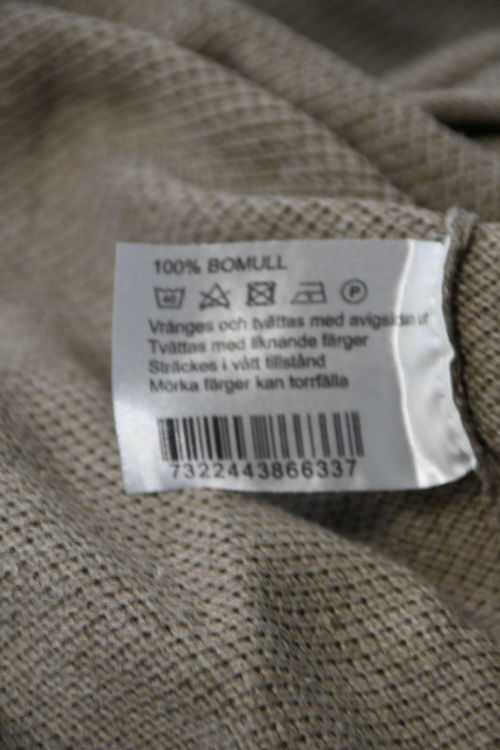 100% BOMULL
40
P
Vränges och tvättas med avigsidan ut
Tvättas med liknande färger
Sträckes i vått tillstånd
Mörka färger kan torrfälla
7322443866337